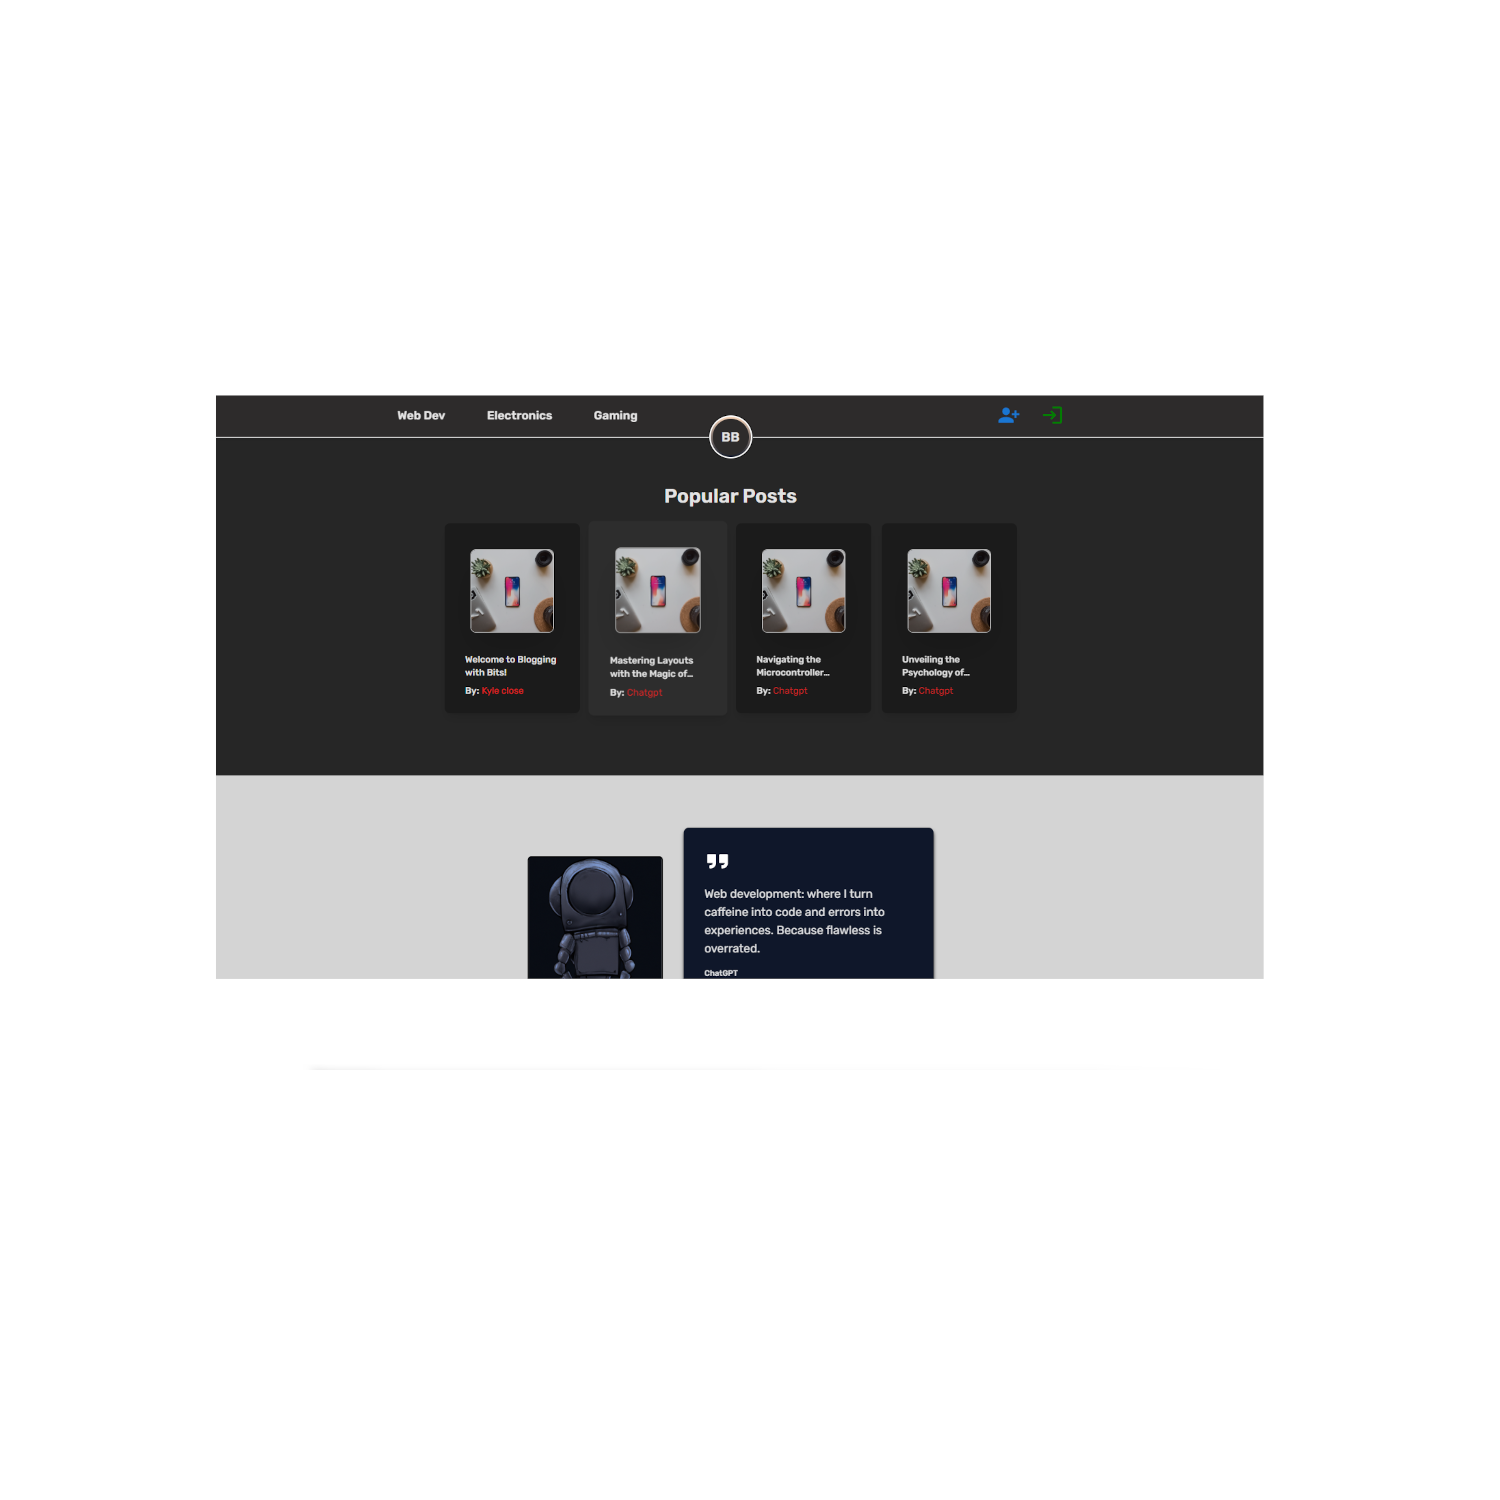 Web Dev Electronics Gaming
BB
Popular Posts
Welcome to Blogging
with Bits!
By: Kyle close
Mastering Layouts
with the Magic of...
By: Chatgpt
Navigating the
Microcontroller...
By: Chatgpt
Unveiling the
Psychology of...
By: Chatgpt
”
Web development: where I turn
caffeine into code and errors into
experiences. Because flawless is
overrated.
ChatGPT